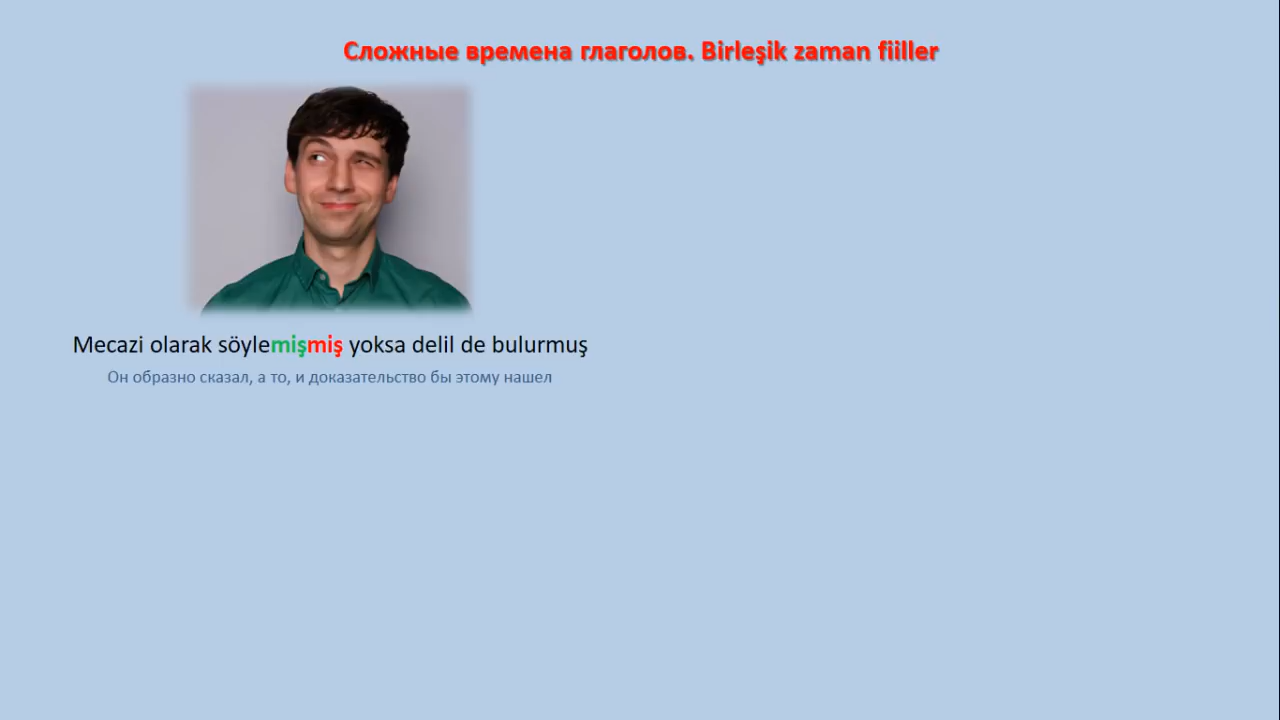 Сложные времена глаголов. Birleşik zaman fiiller
Mecazi olarak söylemişmiş yoksa delil de bulurmuş
Он образно сказал, а то, и доказательство бы этому нашел